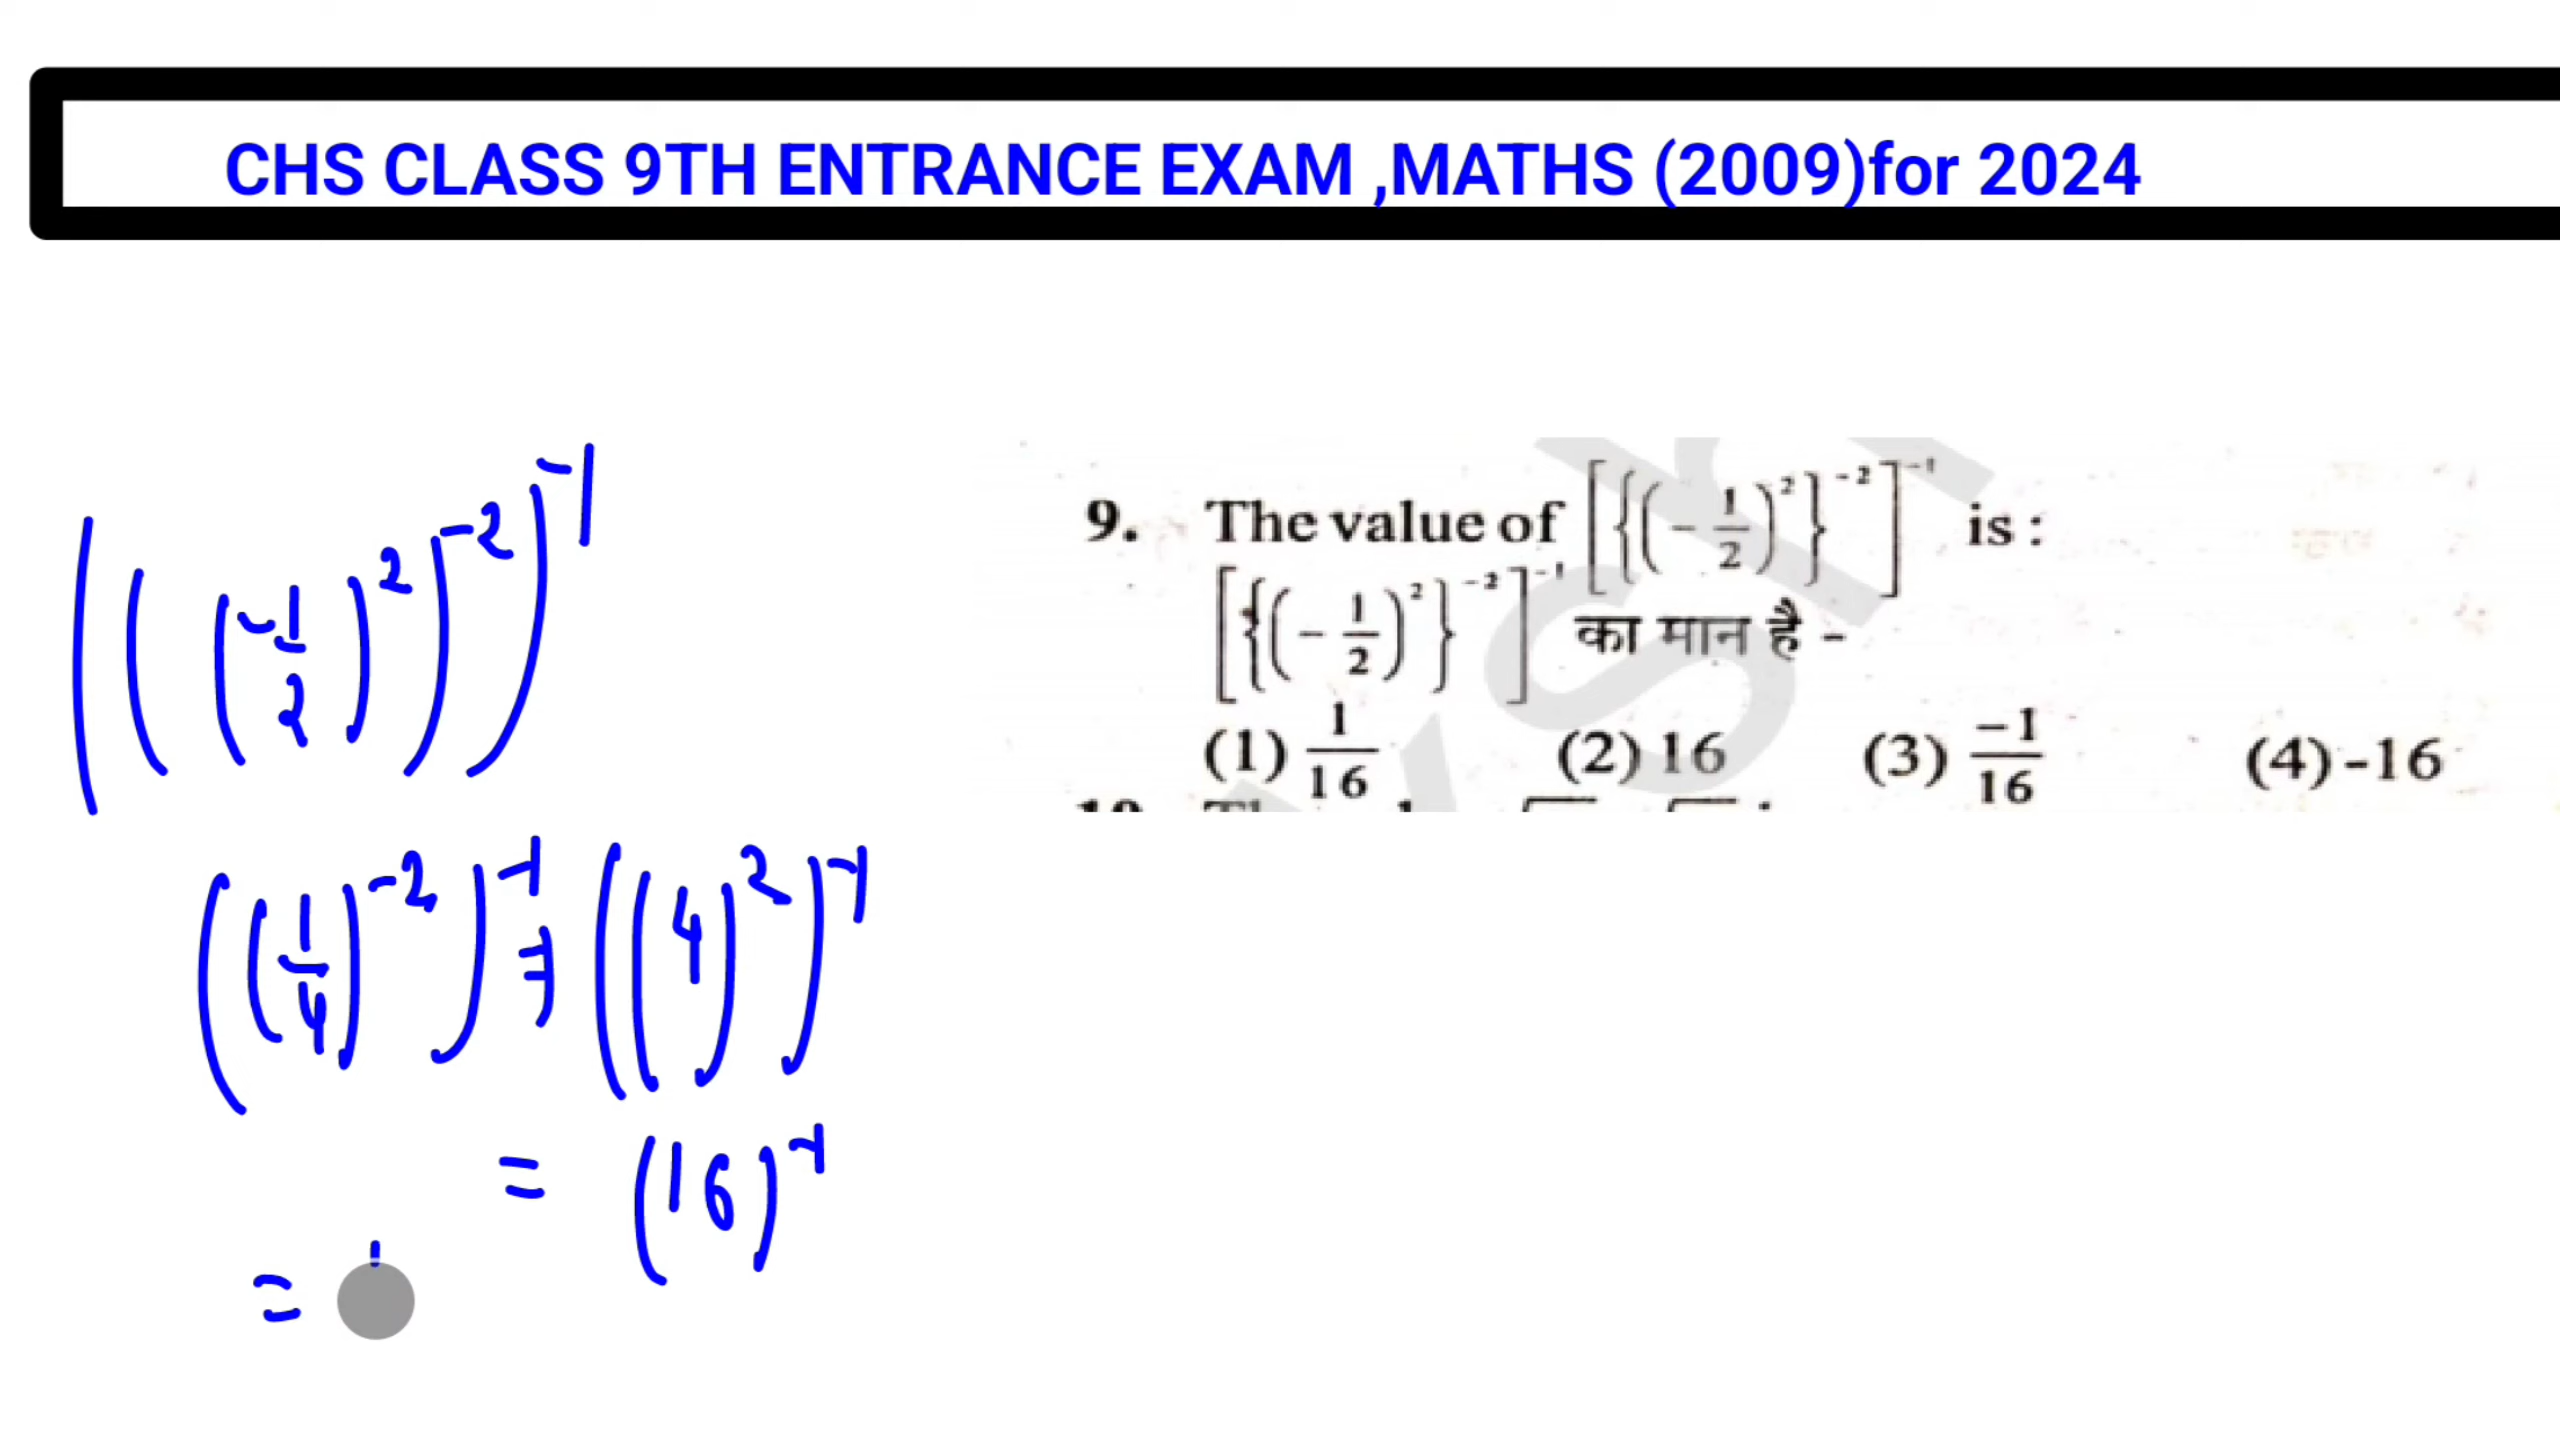 CHS CLASS 9TH ENTRANCE EXAM ,MATHS (2009)for 2024
9. The value of [{(-1/2)²}⁻²]⁻¹ is :
[{(-1/2)²}⁻²]⁻¹ का मान है -
(1) 1/16 (2) 16 (3) -1/16 (4) -16
(((-1/2)²)⁻²)⁻¹
((1/4)⁻²)⁻¹ = ((4)²)⁻¹
= (16)⁻¹
=